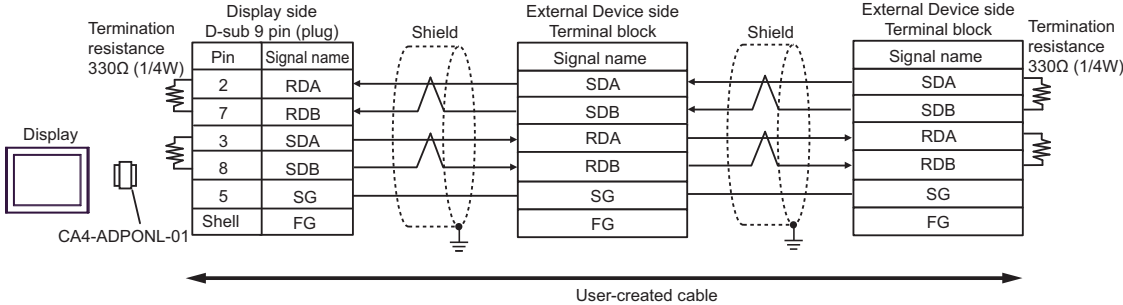 Display side
D-sub 9 pin (plug)
Termination
resistance
330Ω (1/4W)
Shield
External Device side
Terminal block
Shield
External Device side
Terminal block
Termination
resistance
330Ω (1/4W)
Pin Signal name
2 RDA
7 RDB
3 SDA
8 SDB
5 SG
Shell FG
Signal name
SDA
SDB
RDA
RDB
SG
FG
Signal name
SDA
SDB
RDA
RDB
SG
FG
Display
CA4-ADPONL-01
User-created cable